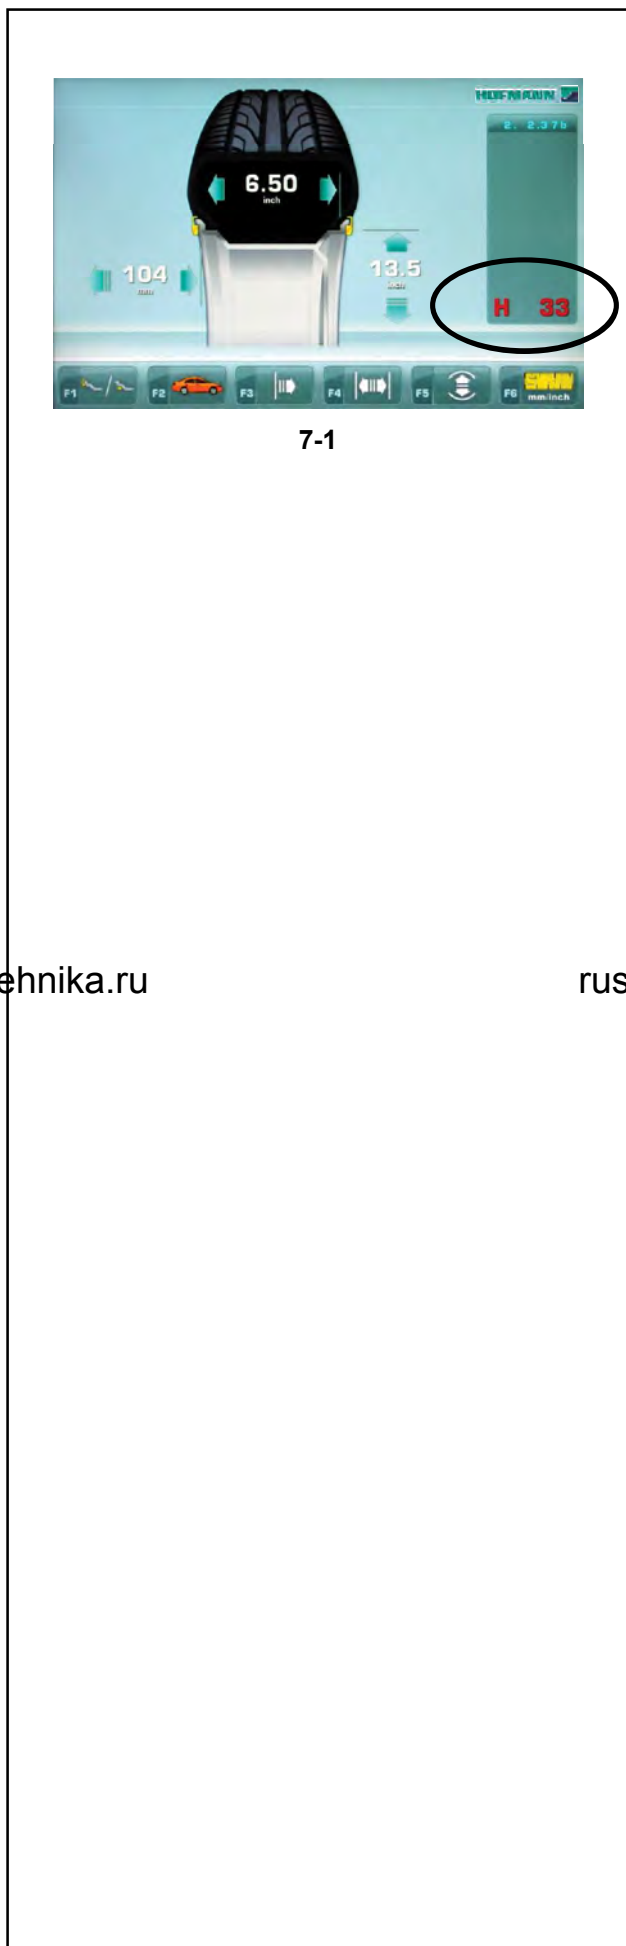 HOFMANN
2. 2.37b
6.50
inch
104
mm
13.5
inch
H 33
F1
F2
F3
F4
F5
F6
mm/inch
7-1
ehnika.ru
rus